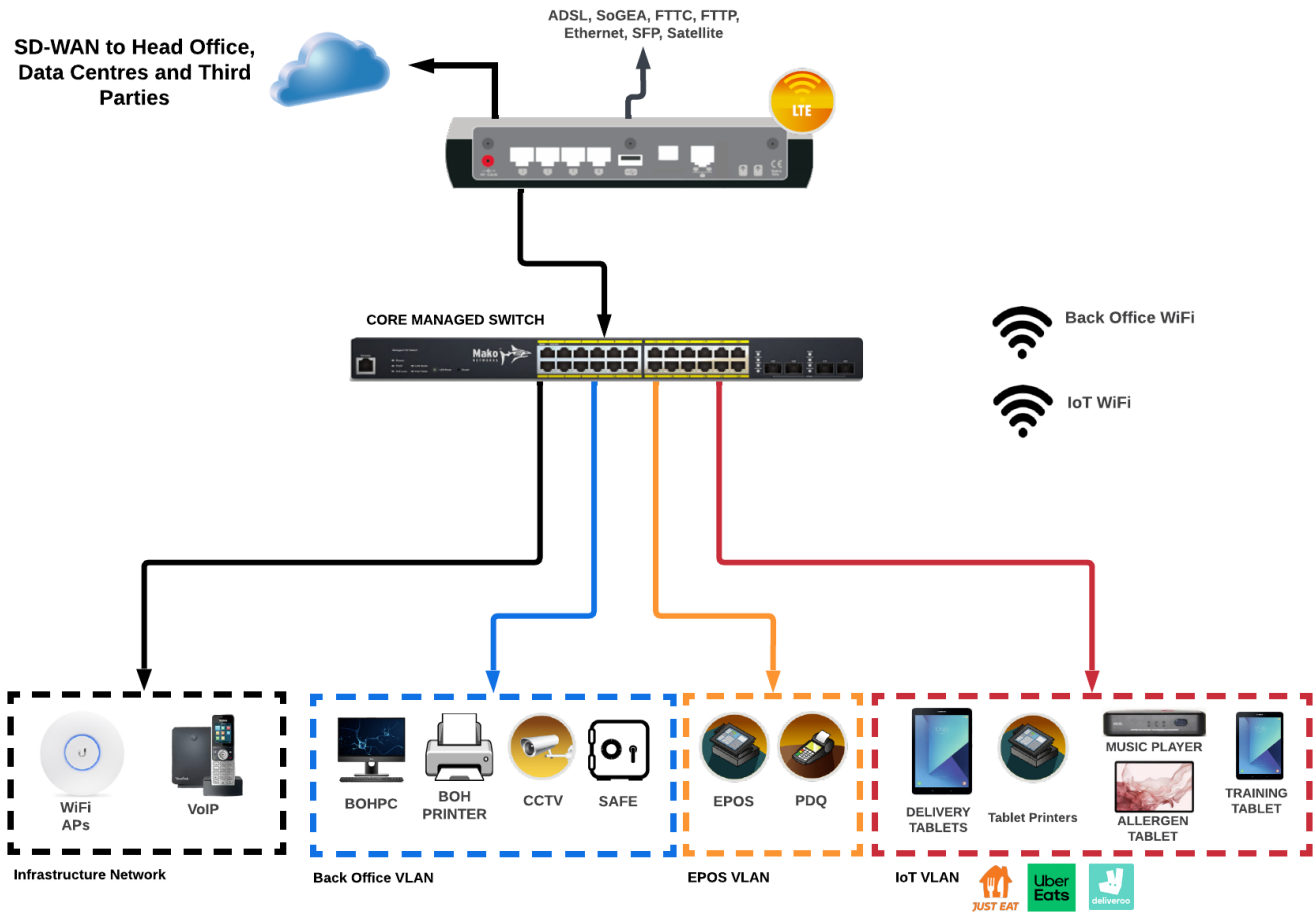 ADSL, SoGEA, FTTC, FTTP,
Ethernet, SFP, Satellite
SD-WAN to Head Office,
Data Centres and Third
Parties
LTE
CORE MANAGED SWITCH
Mako
NETWORKS
Back Office WiFi
IoT WiFi
WiFi
APs
VoIP
BOHPC
BOH
PRINTER
CCTV
SAFE
EPOS
PDQ
DELIVERY
TABLETS
Tablet Printers
MUSIC PLAYER
ALLERGEN
TABLET
TRAINING
TABLET
Infrastructure Network
Back Office VLAN
EPOS VLAN
IoT VLAN
JUST EAT
Uber
Eats
deliveroo